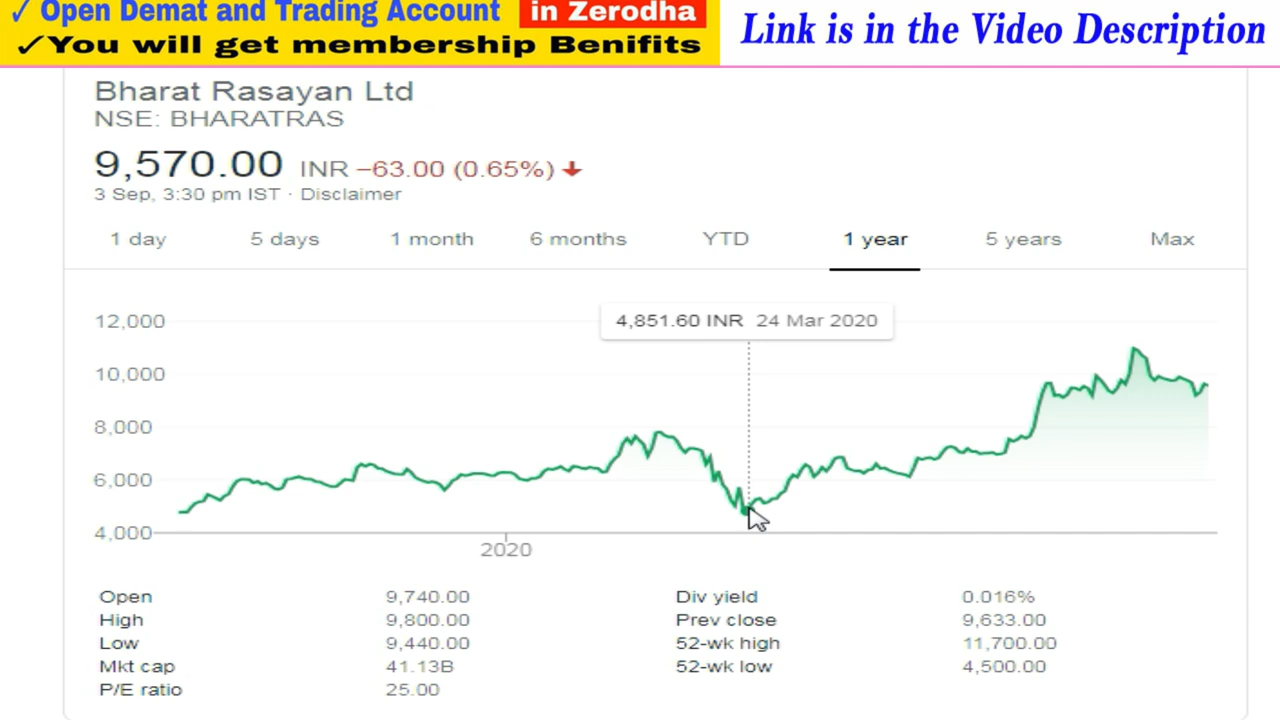 ✓ Open Demat and Trading Account in Zerodha
✓You will get membership Benifits
Link is in the Video Description
Bharat Rasayan Ltd
NSE: BHARATRAS
9,570.00 INR −63.00 (0.65%)
3 Sep, 3:30 pm IST · Disclaimer
1 day 5 days 1 month 6 months YTD 1 year 5 years Max
4,851.60 INR 24 Mar 2020
12,000
10,000
8,000
6,000
4,000
2020
Open 9,740.00 Div yield 0.016%
High 9,800.00 Prev close 9,633.00
Low 9,440.00 52-wk high 11,700.00
Mkt cap 41.13B 52-wk low 4,500.00
P/E ratio 25.00